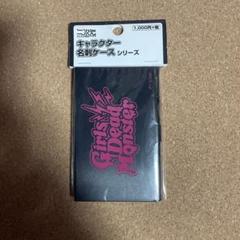 キャラクター
名刺ケース シリーズ
1,000円+税
Girls
Dead
Monster